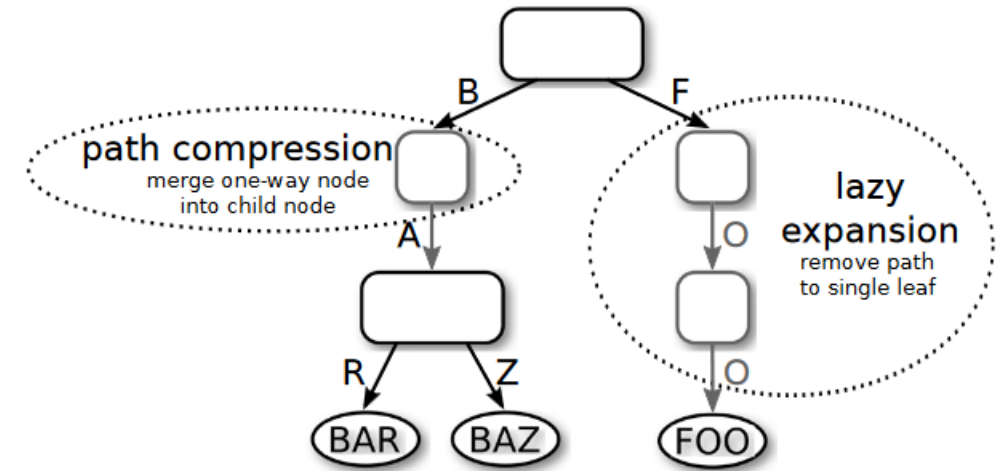 B
F
path compression
merge one-way node
into child node
lazy
expansion
remove path
to single leaf
A
O
R
Z
O
BAR
BAZ
FOO